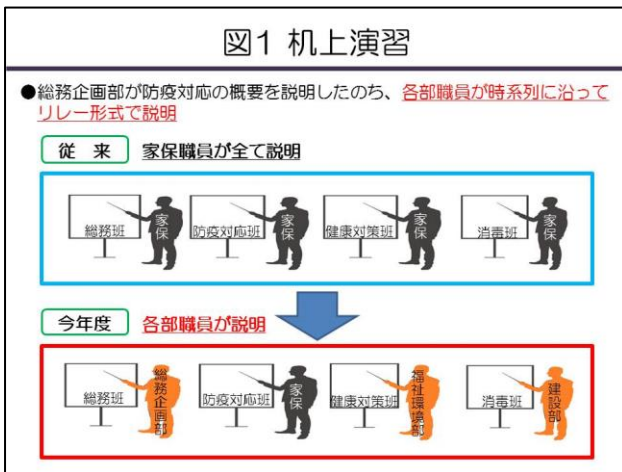 図1 机上演習
●総務企画部が防疫対応の概要を説明したのち、各部職員が時系列に沿って
リレー形式で説明
従 来 家保職員が全て説明
総務班 家保 防疫対応班 家保 健康対策班 家保 消毒班 家保
今年度 各部職員が説明
総務班 総務企画部 防疫対応班 家保 健康対策班 福祉環境部 消毒班 建設部